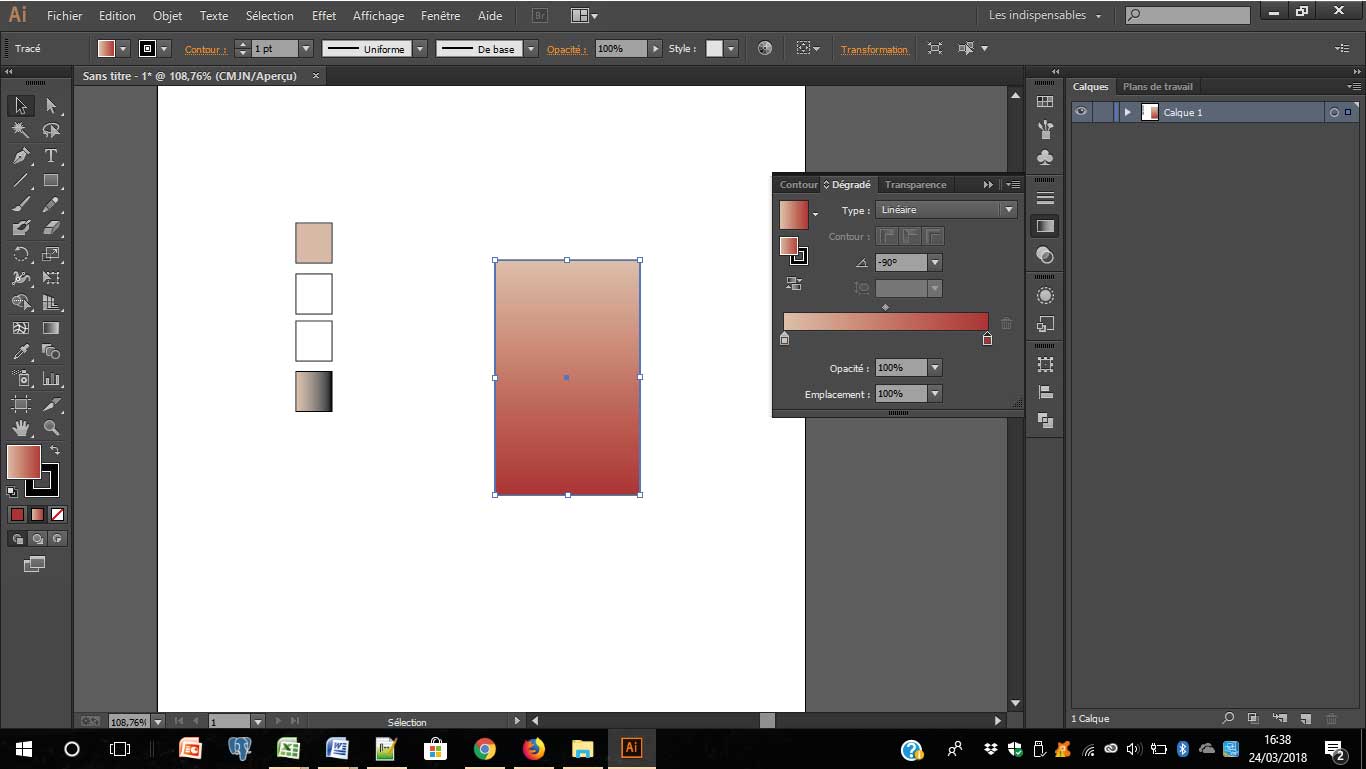 Ai Fichier Edition Objet Texte Sélection Effet Affichage Fenêtre Aide Br Les indispensables
Tracé Contour : 1 pt Uniforme De base Opacité : 100% Style : Transformation
Sans titre - 1* @ 108,76% (CMJN/Aperçu) ×
Calques Plans de travail
Calque 1
Contour Dégradé Transparence
Type : Linéaire
Contour :
-90°
Opacité : 100%
Emplacement : 100%
108,76% 1 Sélection
1 Calque
Ai
16:38
24/03/2018
2